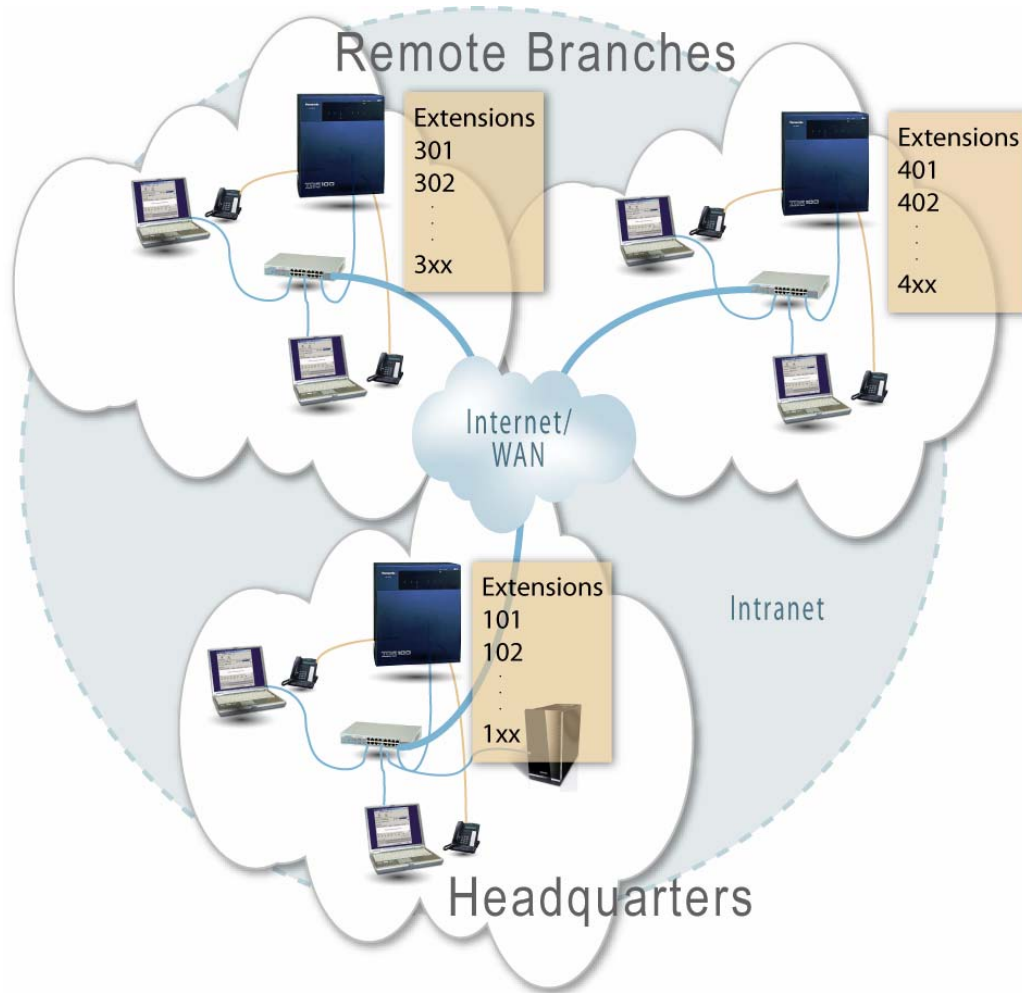 Remote Branches
Extensions
301
302
.
.
.
3xx
Extensions
401
402
.
.
.
4xx
Internet/
WAN
Extensions
101
102
.
.
.
1xx
Intranet
Headquarters